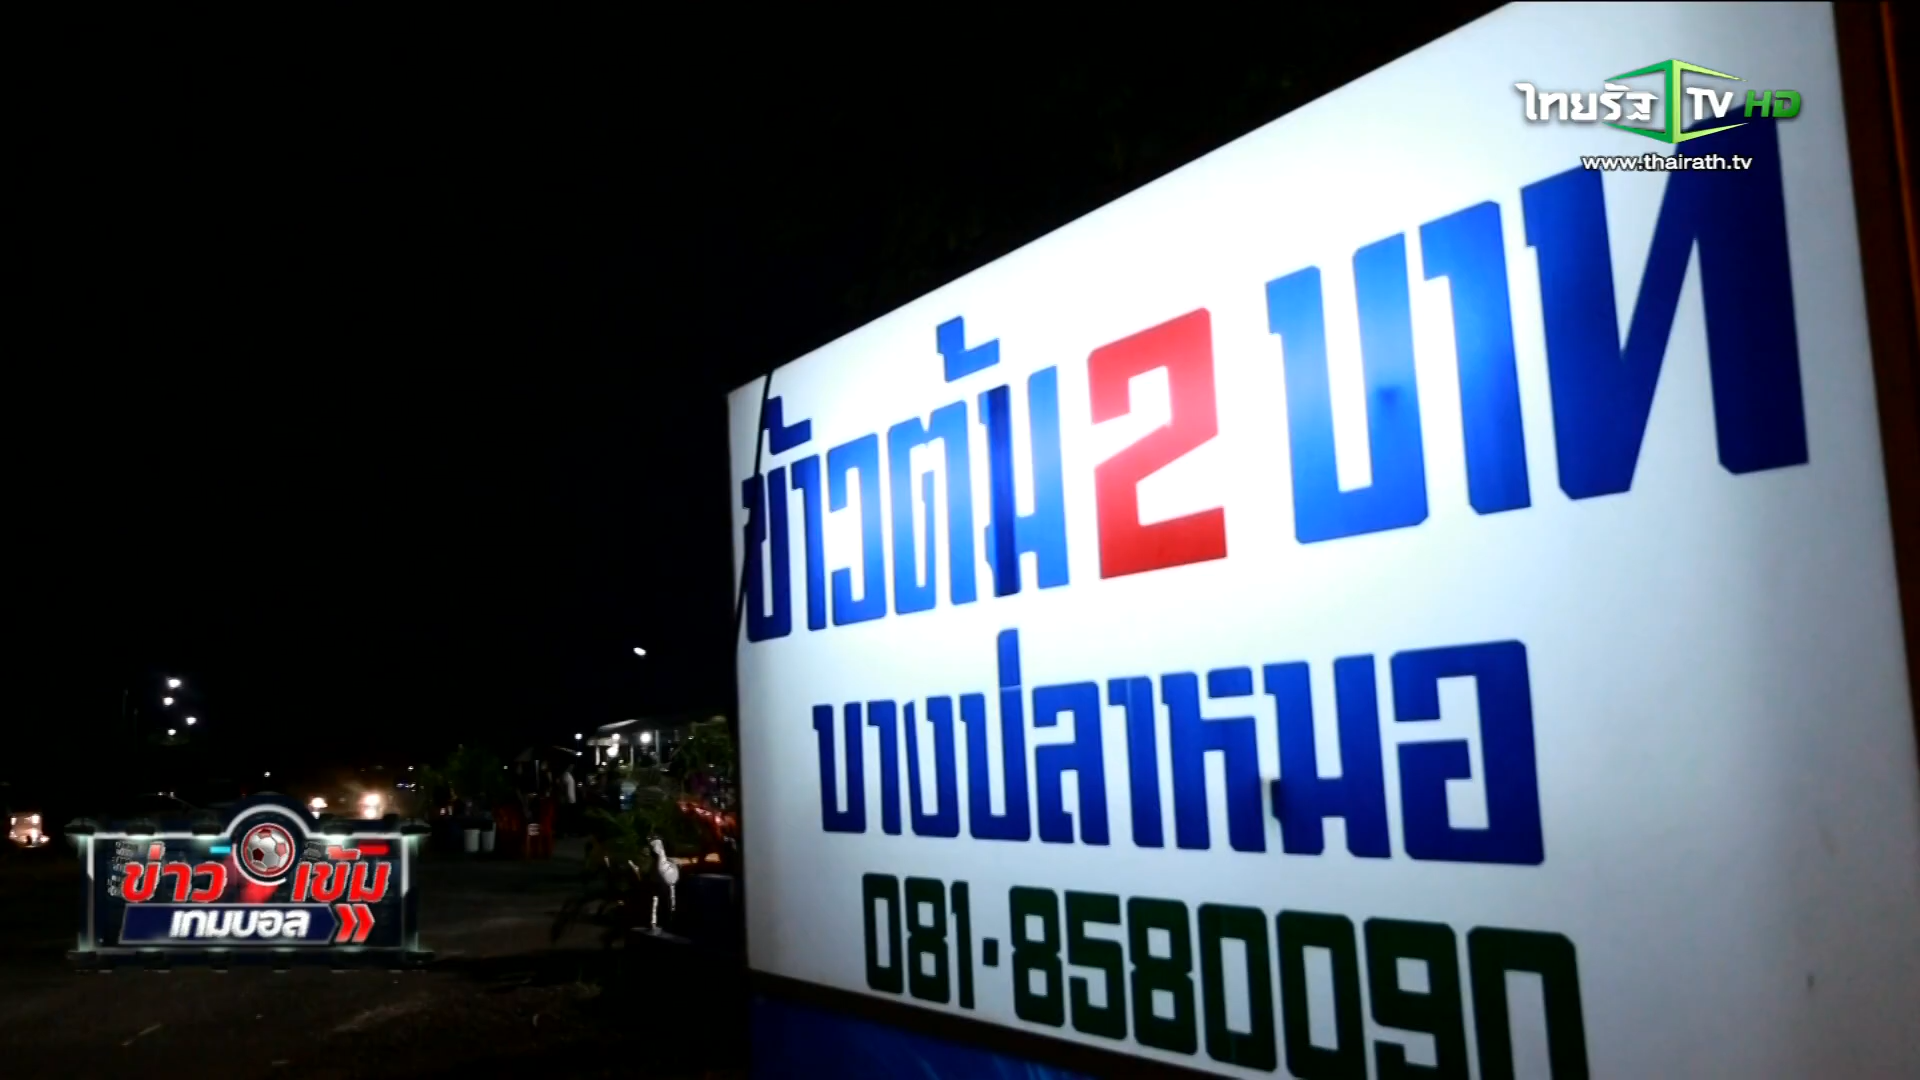 ไทยรัฐ TV HD
www.thairath.tv
ข้าวต้ม 2 บาท
บางปลาหมอ
081-8580090
ข่าวเข้ม
เกมบอล